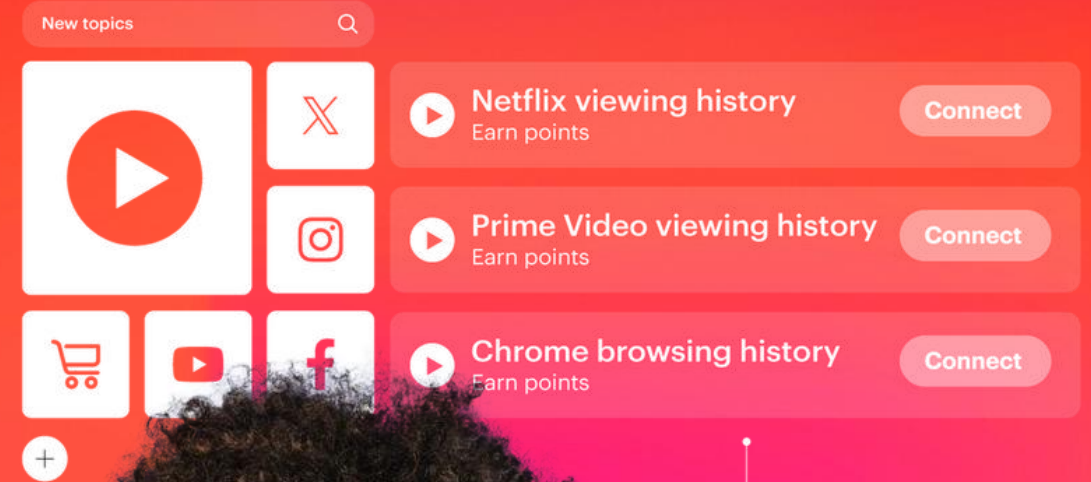 New topics
Netflix viewing history
Earn points
Connect
Prime Video viewing history
Earn points
Connect
Chrome browsing history
Earn points
Connect